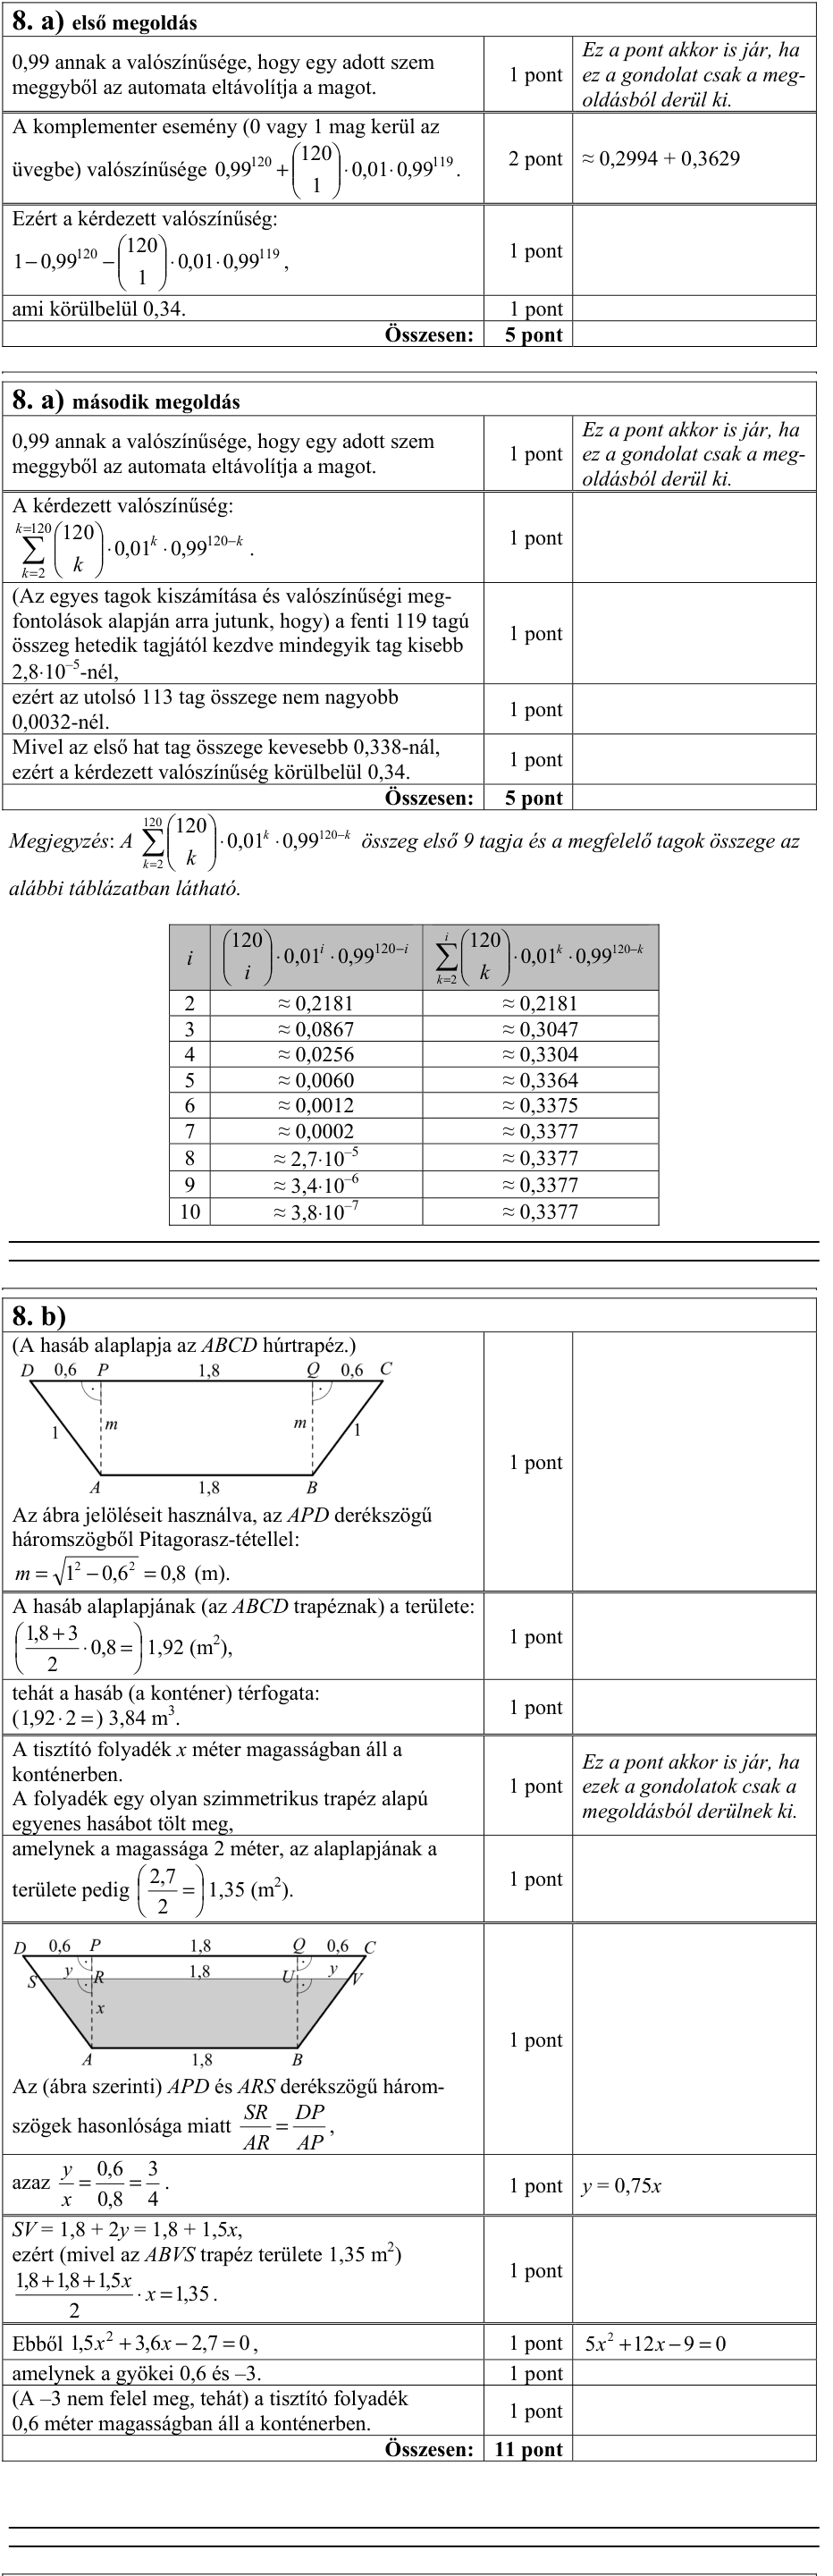 8. a) első megoldás
0,99 annak a valószínűsége, hogy egy adott szem
meggyből az automata eltávolítja a magot.
1 pont
Ez a pont akkor is jár, ha
ez a gondolat csak a meg-
oldásból derül ki.
A komplementer esemény (0 vagy 1 mag kerül az
üvegbe) valószínűsége 0,99^120 + (120 1) · 0,01 · 0,99^119.
2 pont
≈ 0,2994 + 0,3629
Ezért a kérdezett valószínűség:
1 − 0,99^120 − (120 1) · 0,01 · 0,99^119,
1 pont
ami körülbelül 0,34.
1 pont
Összesen: 5 pont
8. a) második megoldás
0,99 annak a valószínűsége, hogy egy adott szem
meggyből az automata eltávolítja a magot.
1 pont
Ez a pont akkor is jár, ha
ez a gondolat csak a meg-
oldásból derül ki.
A kérdezett valószínűség:
∑_{k=2}^{k=120} (120 k) · 0,01^k · 0,99^{120−k} .
1 pont
(Az egyes tagok kiszámítása és valószínűségi meg-
fontolások alapján arra jutunk, hogy) a fenti 119 tagú
összeg hetedik tagjától kezdve mindegyik tag kisebb
2,8·10^–5-nél,
1 pont
ezért az utolsó 113 tag összege nem nagyobb
0,0032-nél.
1 pont
Mivel az első hat tag összege kevesebb 0,338-nál,
ezért a kérdezett valószínűség körülbelül 0,34.
1 pont
Összesen: 5 pont
Megjegyzés: A ∑_{k=2}^{120} (120 k) · 0,01^k · 0,99^{120−k} összeg első 9 tagja és a megfelelő tagok összege az
alábbi táblázatban látható.
i (120 i) · 0,01^i · 0,99^{120−i} ∑_{k=2}^{i} (120 k) · 0,01^k · 0,99^{120−k}
2 ≈ 0,2181 ≈ 0,2181
3 ≈ 0,0867 ≈ 0,3047
4 ≈ 0,0256 ≈ 0,3304
5 ≈ 0,0060 ≈ 0,3364
6 ≈ 0,0012 ≈ 0,3375
7 ≈ 0,0002 ≈ 0,3377
8 ≈ 2,7·10^–5 ≈ 0,3377
9 ≈ 3,4·10^–6 ≈ 0,3377
10 ≈ 3,8·10^–7 ≈ 0,3377
8. b)
(A hasáb alaplapja az ABCD húrtrapéz.)
D 0,6 P 1,8 Q 0,6 C
1 m m 1
A 1,8 B
Az ábra jelöléseit használva, az APD derékszögű
háromszögből Pitagorasz-tétellel:
m = √(1² − 0,6²) = 0,8 (m).
1 pont
A hasáb alaplapjának (az ABCD trapéznak) a területe:
((1,8 + 3)/2 · 0,8 =) 1,92 (m²),
1 pont
tehát a hasáb (a konténer) térfogata:
(1,92 · 2 =) 3,84 m³.
1 pont
A tisztító folyadék x méter magasságban áll a
konténerben.
A folyadék egy olyan szimmetrikus trapéz alapú
egyenes hasábot tölt meg,
1 pont
Ez a pont akkor is jár, ha
ezek a gondolatok csak a
megoldásból derülnek ki.
amelynek a magassága 2 méter, az alaplapjának a
területe pedig (2,7/2 =) 1,35 (m²).
1 pont
D 0,6 P 1,8 Q 0,6 C
S y R 1,8 U y V
x
A 1,8 B
Az (ábra szerinti) APD és ARS derékszögű három-
szögek hasonlósága miatt SR/AR = DP/AP,
1 pont
azaz y/x = 0,6/0,8 = 3/4.
1 pont
y = 0,75x
SV = 1,8 + 2y = 1,8 + 1,5x,
ezért (mivel az ABVS trapéz területe 1,35 m²)
(1,8 + 1,8 + 1,5x)/2 · x = 1,35.
1 pont
Ebből 1,5x² + 3,6x − 2,7 = 0,
1 pont
5x² + 12x − 9 = 0
amelynek a gyökei 0,6 és –3.
1 pont
(A –3 nem felel meg, tehát) a tisztító folyadék
0,6 méter magasságban áll a konténerben.
1 pont
Összesen: 11 pont